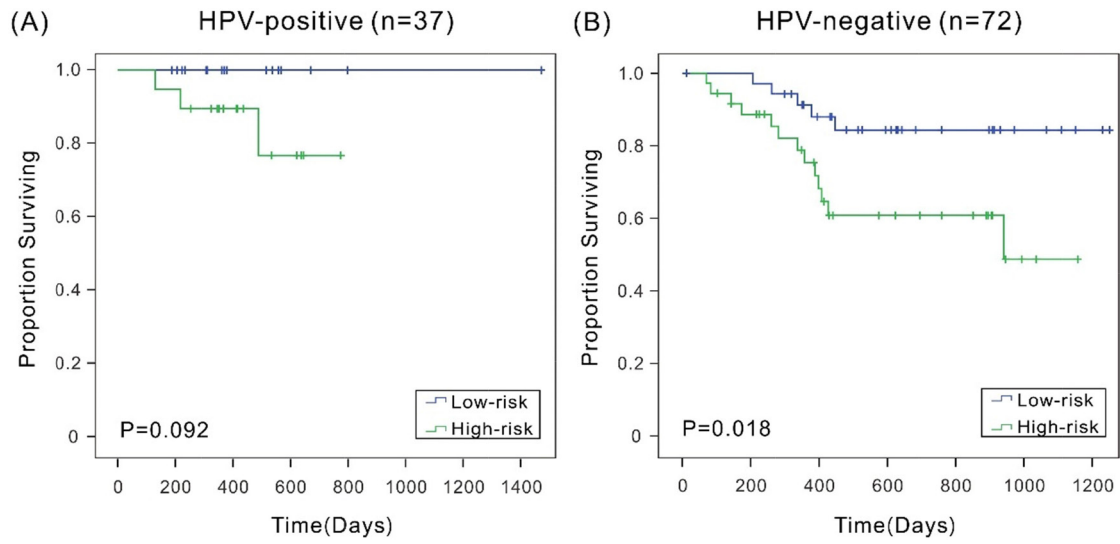 (A)
HPV-positive (n=37)
1.0
0.8
0.6
0.4
0.2
0
Proportion Surviving
P=0.092
Low-risk
High-risk
0 200 400 600 800 1000 1200 1400
Time(Days)
(B)
HPV-negative (n=72)
1.0
0.8
0.6
0.4
0.2
0
Proportion Surviving
P=0.018
Low-risk
High-risk
0 200 400 600 800 1000 1200
Time(Days)